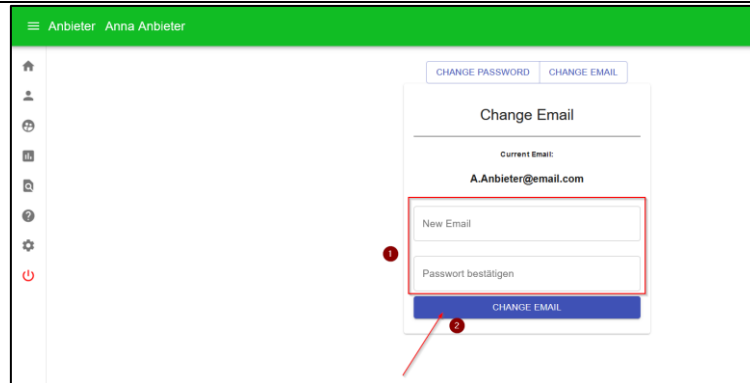 Anbieter Anna Anbieter
CHANGE PASSWORD CHANGE EMAIL
Change Email
Current Email:
A.Anbieter@email.com
New Email
1
Passwort bestätigen
CHANGE EMAIL
2